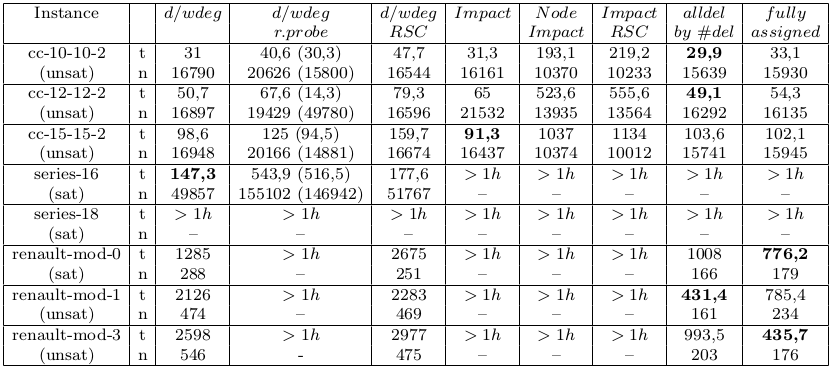 Instance d/wdeg d/wdeg d/wdeg Impact Node Impact alldel fully
r.probe RSC Impact RSC by #del assigned
cc-10-10-2 t 31 40,6 (30,3) 47,7 31,3 193,1 219,2 29,9 33,1
(unsat) n 16790 20626 (15800) 16544 16161 10370 10233 15639 15930
cc-12-12-2 t 50,7 67,6 (14,3) 79,3 65 523,6 555,6 49,1 54,3
(unsat) n 16897 19429 (49780) 16596 21532 13935 13564 16292 16135
cc-15-15-2 t 98,6 125 (94,5) 159,7 91,3 1037 1134 103,6 102,1
(unsat) n 16948 20166 (14881) 16674 16437 10374 10012 15741 15945
series-16 t 147,3 543,9 (516,5) 177,6 > 1h > 1h > 1h > 1h > 1h
(sat) n 49857 155102 (146942) 51767 – – – – –
series-18 t > 1h > 1h > 1h > 1h > 1h > 1h > 1h > 1h
(sat) n – – – – – – – –
renault-mod-0 t 1285 > 1h 2675 > 1h > 1h > 1h 1008 776,2
(sat) n 288 – 251 – – – 166 179
renault-mod-1 t 2126 > 1h 2283 > 1h > 1h > 1h 431,4 785,4
(unsat) n 474 – 469 – – – 161 234
renault-mod-3 t 2598 > 1h 2977 > 1h > 1h > 1h 993,5 435,7
(unsat) n 546 - 475 – – – 203 176